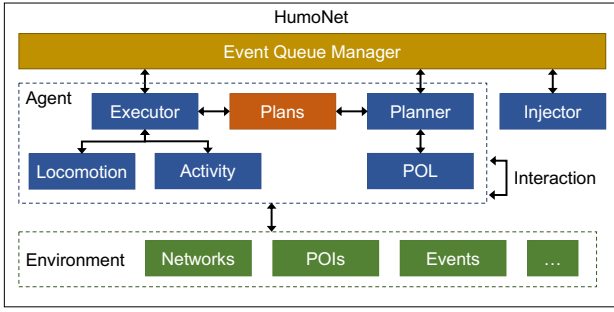 HumoNet
Event Queue Manager
Agent
Executor
Plans
Planner
Injector
Locomotion
Activity
POL
Interaction
Environment
Networks
POIs
Events
...